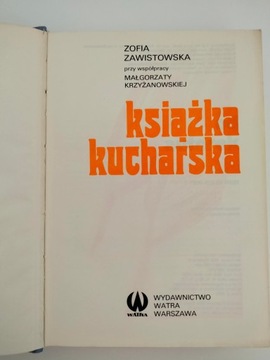 ZOFIA
ZAWISTOWSKA
przy współpracy
MAŁGORZATY
KRZYŻANOWSKIEJ
książka
kucharska
WATRA
WYDAWNICTWO
WATRA
WARSZAWA